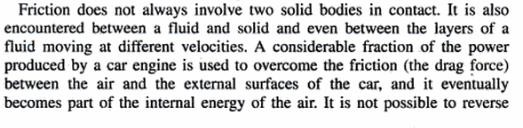 Friction does not always involve two solid bodies in contact. It is also
encountered between a fluid and solid and even between the layers of a
fluid moving at different velocities. A considerable fraction of the power
produced by a car engine is used to overcome the friction (the drag force)
between the air and the external surfaces of the car, and it eventually
becomes part of the internal energy of the air. It is not possible to reverse